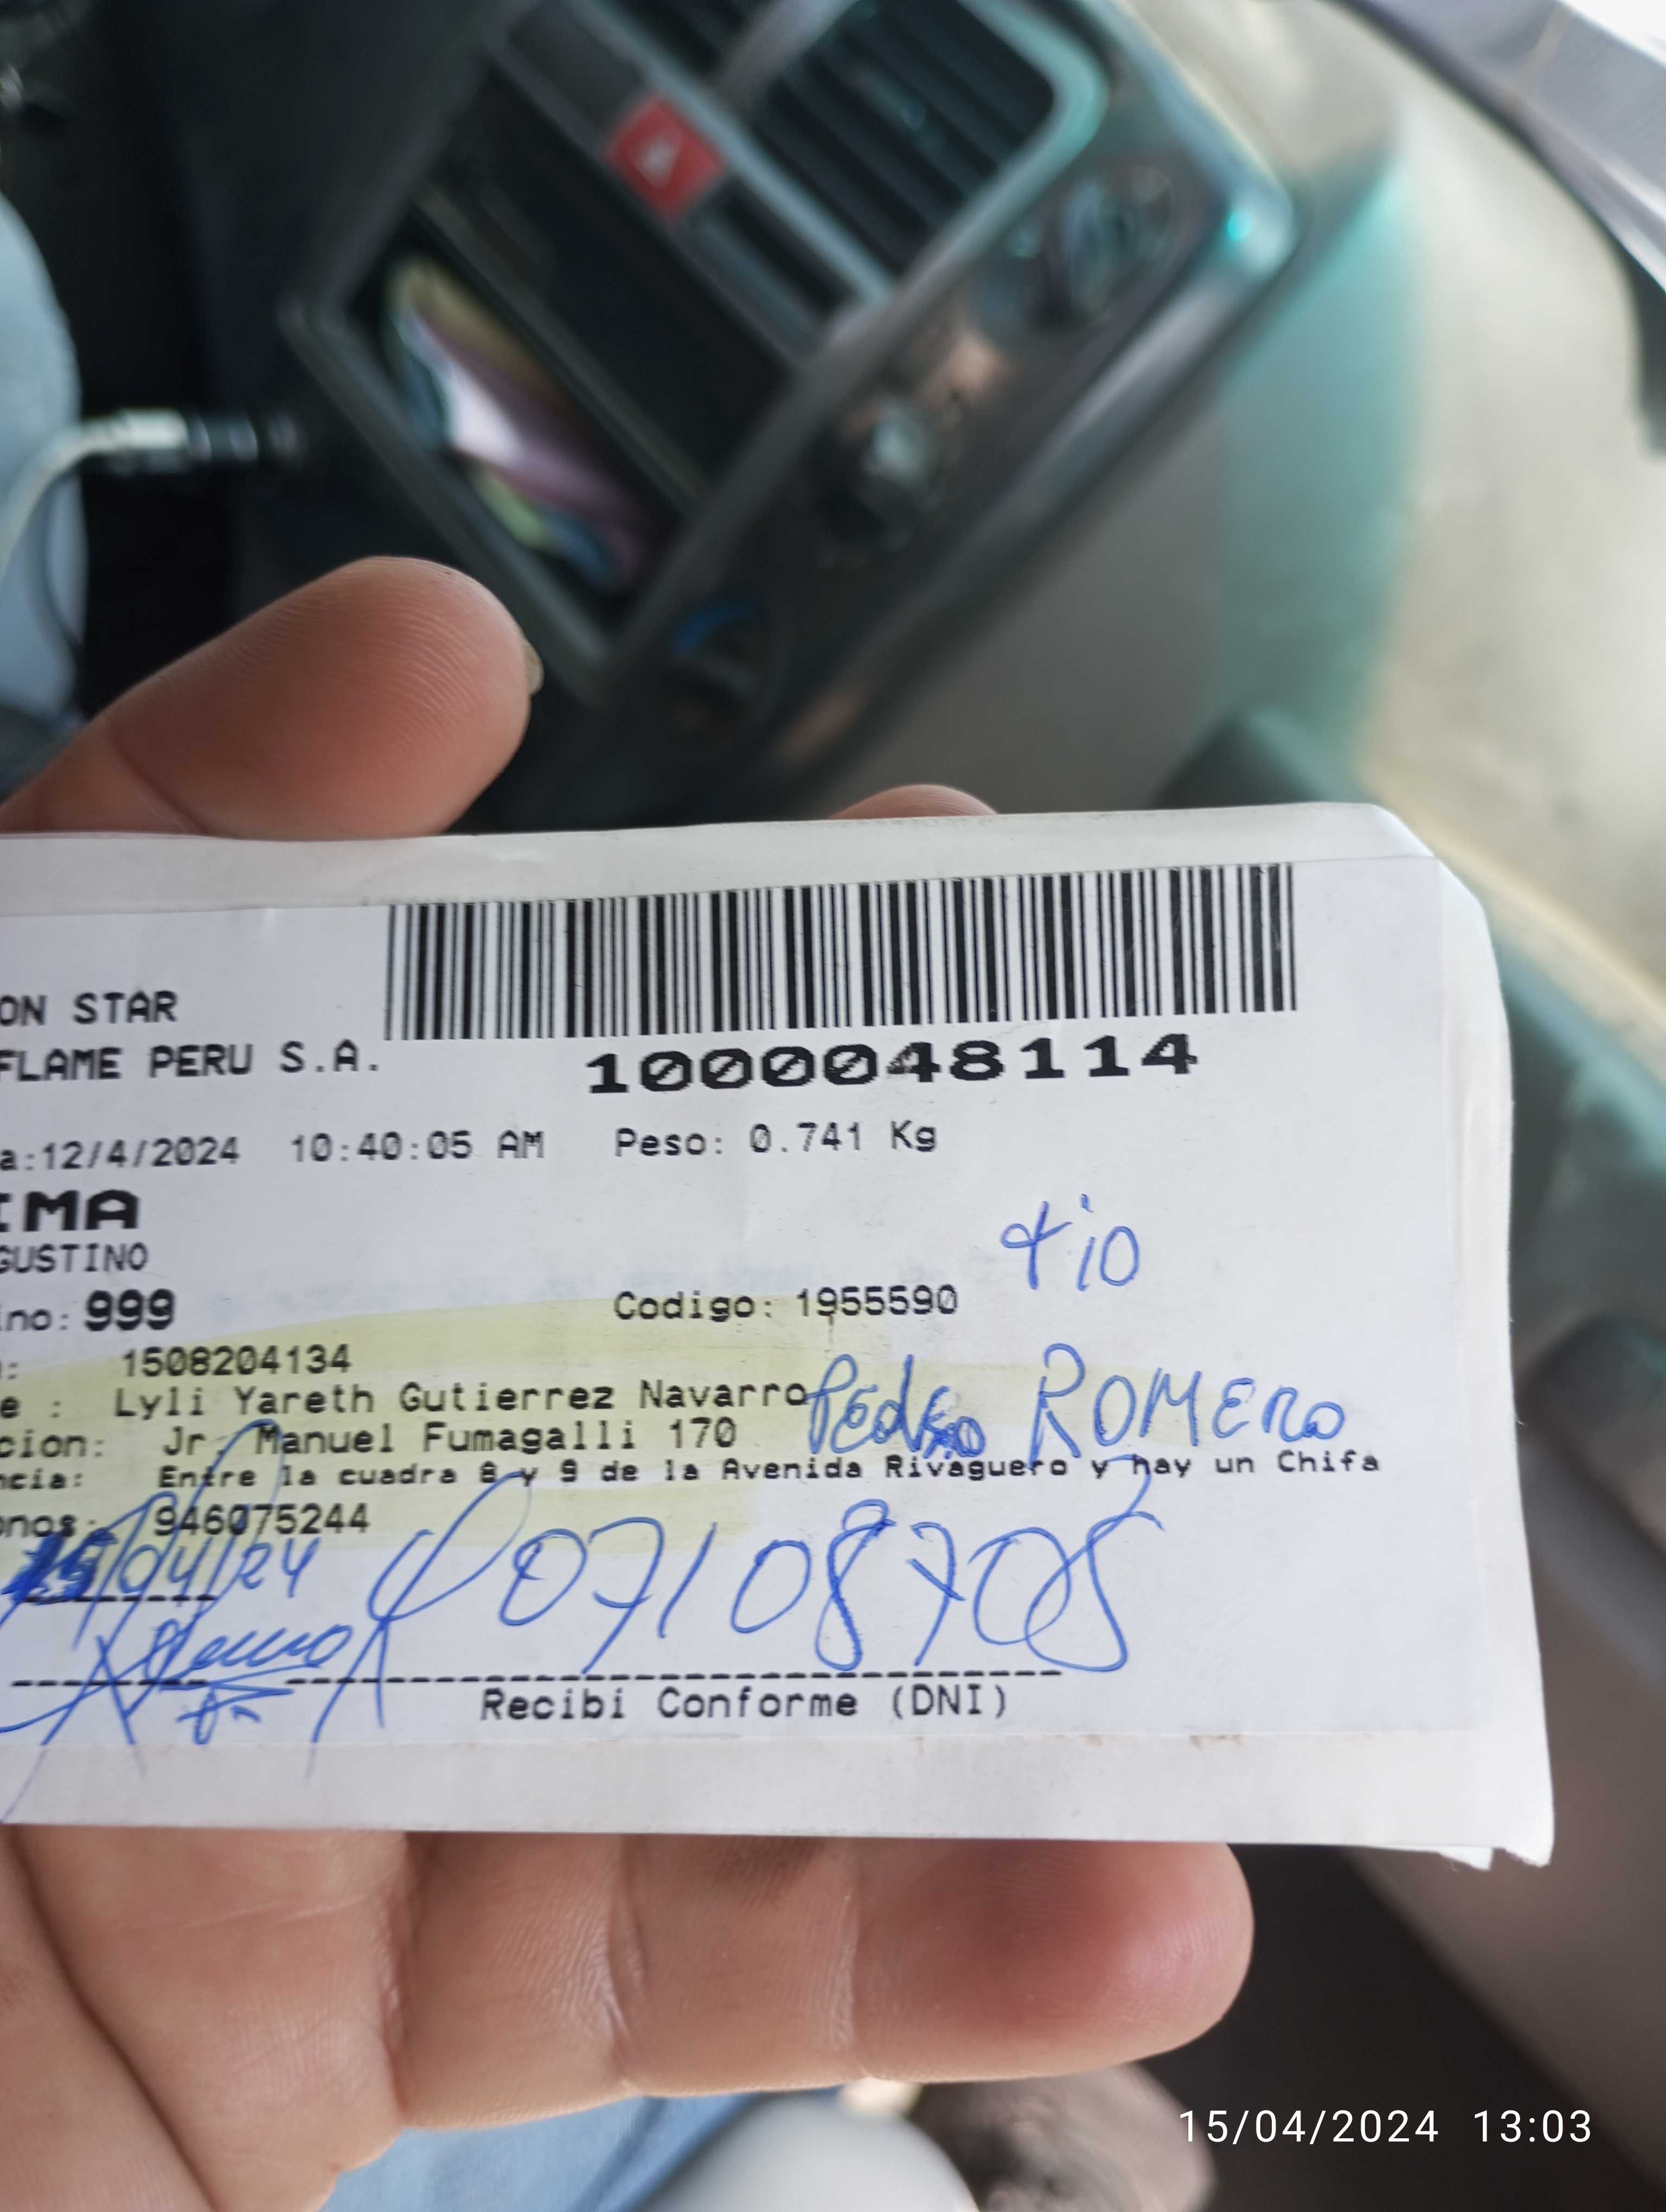 ON STAR
FLAME PERU S.A.
1000048114
a:12/4/2024 10:40:05 AM Peso: 0.741 Kg
IMA
GUSTINO
tio
ino: 999 Codigo: 1955590
: 1508204134
e : Lyli Yareth Gutierrez Navarro
Pedro ROMERO
cion: Jr. Manuel Fumagalli 170
ncia: Entre la cuadra 8 y 9 de la Avenida Rivaguero y hay un Chifa
onos: 946075244
15/04/24
07108705
Recibi Conforme (DNI)
15/04/2024 13:03